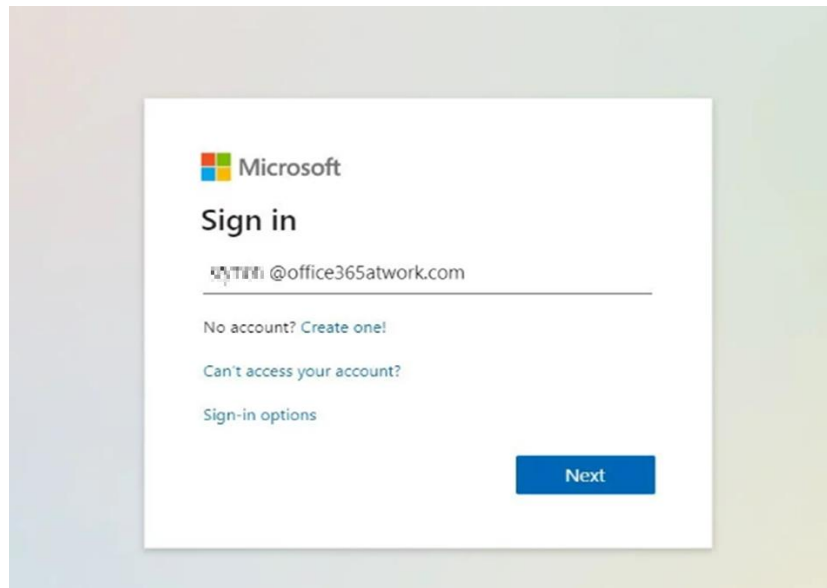 Microsoft
Sign in
@office365atwork.com
No account? Create one!
Can't access your account?
Sign-in options
Next